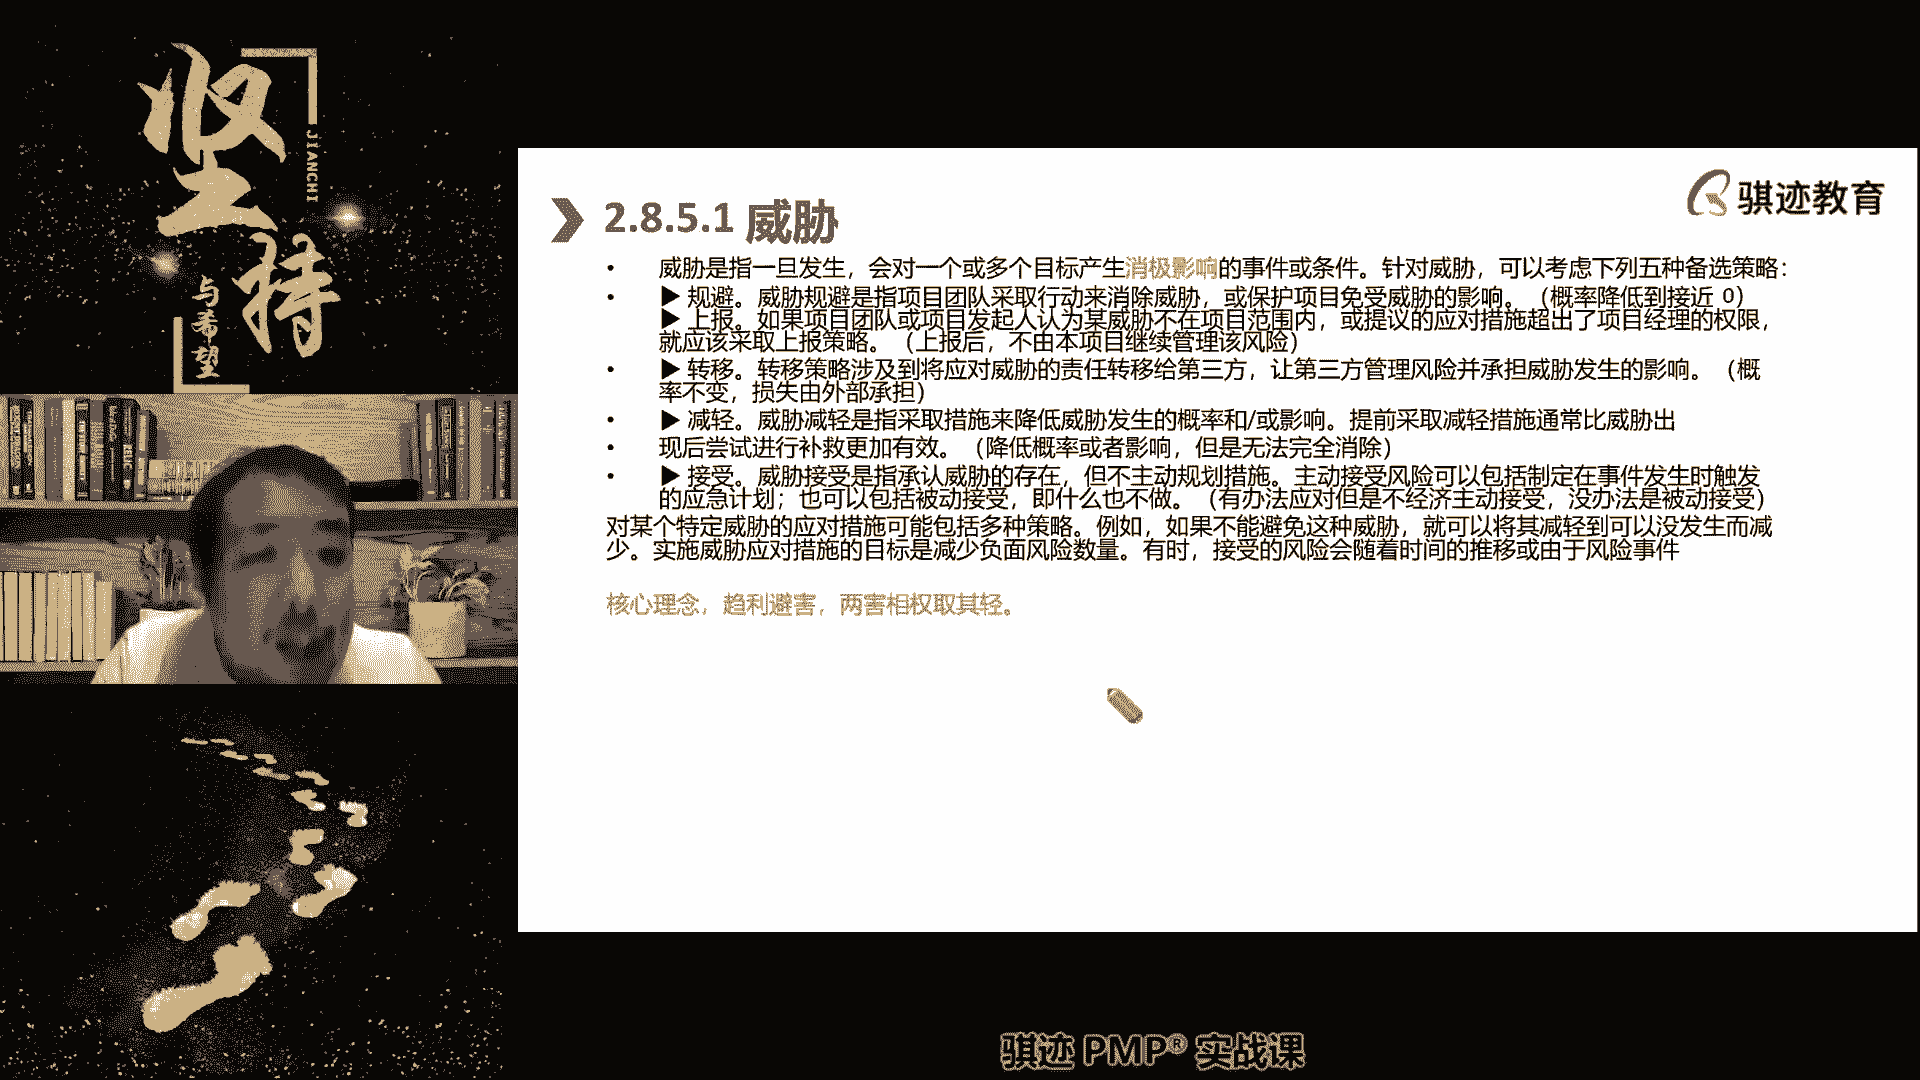 坚持
JIANCHI
与希望
骐迹教育
2.8.5.1 威胁
• 威胁是指一旦发生，会对一个或多个目标产生消极影响的事件或条件。针对威胁，可以考虑下列五种备选策略：
• ▶ 规避。威胁规避是指项目团队采取行动来消除威胁，或保护项目免受威胁的影响。（概率降低到接近 0）
▶ 上报。如果项目团队或项目发起人认为某威胁不在项目范围内，或提议的应对措施超出了项目经理的权限，
就应该采取上报策略。（上报后，不由本项目继续管理该风险）
• ▶ 转移。转移策略涉及到将应对威胁的责任转移给第三方，让第三方管理风险并承担威胁发生的影响。（概
率不变，损失由外部承担）
• ▶ 减轻。威胁减轻是指采取措施来降低威胁发生的概率和/或影响。提前采取减轻措施通常比威胁出
• 现后尝试进行补救更加有效。（降低概率或者影响，但是无法完全消除）
• ▶ 接受。威胁接受是指承认威胁的存在，但不主动规划措施。主动接受风险可以包括制定在事件发生时触发
的应急计划；也可以包括被动接受，即什么也不做。（有办法应对但是不经济主动接受，没办法是被动接受）
对某个特定威胁的应对措施可能包括多种策略。例如，如果不能避免这种威胁，就可以将其减轻到可以没发生而减
少。实施威胁应对措施的目标是减少负面风险数量。有时，接受的风险会随着时间的推移或由于风险事件
核心理念，趋利避害，两害相权取其轻。
骐迹 PMP® 实战课